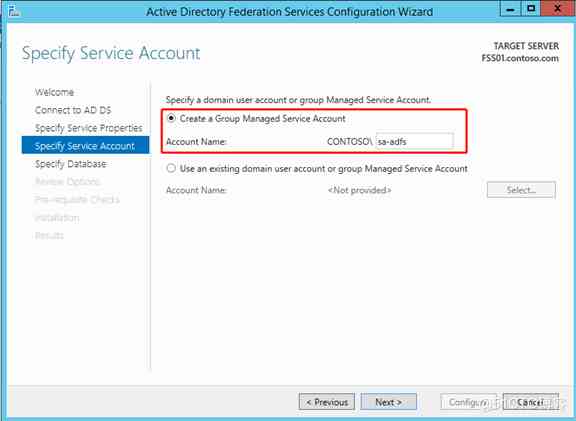 Active Directory Federation Services Configuration Wizard
Specify Service Account
TARGET SERVER
FSS01.contoso.com
Welcome
Connect to AD DS
Specify Service Properties
Specify Service Account
Specify Database
Review Options
Pre-requisite Checks
Installation
Results
Specify a domain user account or group Managed Service Account.
Create a Group Managed Service Account
Account Name: CONTOSO\ sa-adfs
Use an existing domain user account or group Managed Service Account
Account Name: <Not provided> Select...
< Previous Next > Configure Cancel